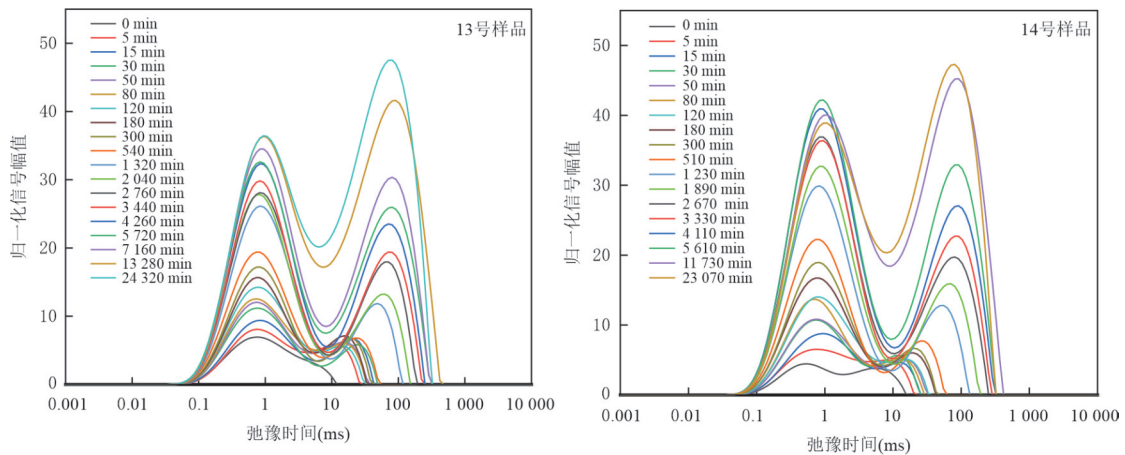 13号样品
0 min
5 min
15 min
30 min
50 min
80 min
120 min
180 min
300 min
540 min
1 320 min
2 040 min
2 760 min
3 440 min
4 260 min
5 720 min
7 160 min
13 280 min
24 320 min
归一化信号幅值
50
40
30
20
10
0
0.001
0.01
0.1
1
10
100
1 000
10 000
弛豫时间(ms)
14号样品
0 min
5 min
15 min
30 min
50 min
80 min
120 min
180 min
300 min
510 min
1 230 min
1 890 min
2 670 min
3 330 min
4 110 min
5 610 min
11 730 min
23 070 min
归一化信号幅值
50
40
30
20
10
0
0.001
0.01
0.1
1
10
100
1 000
10 000
弛豫时间(ms)